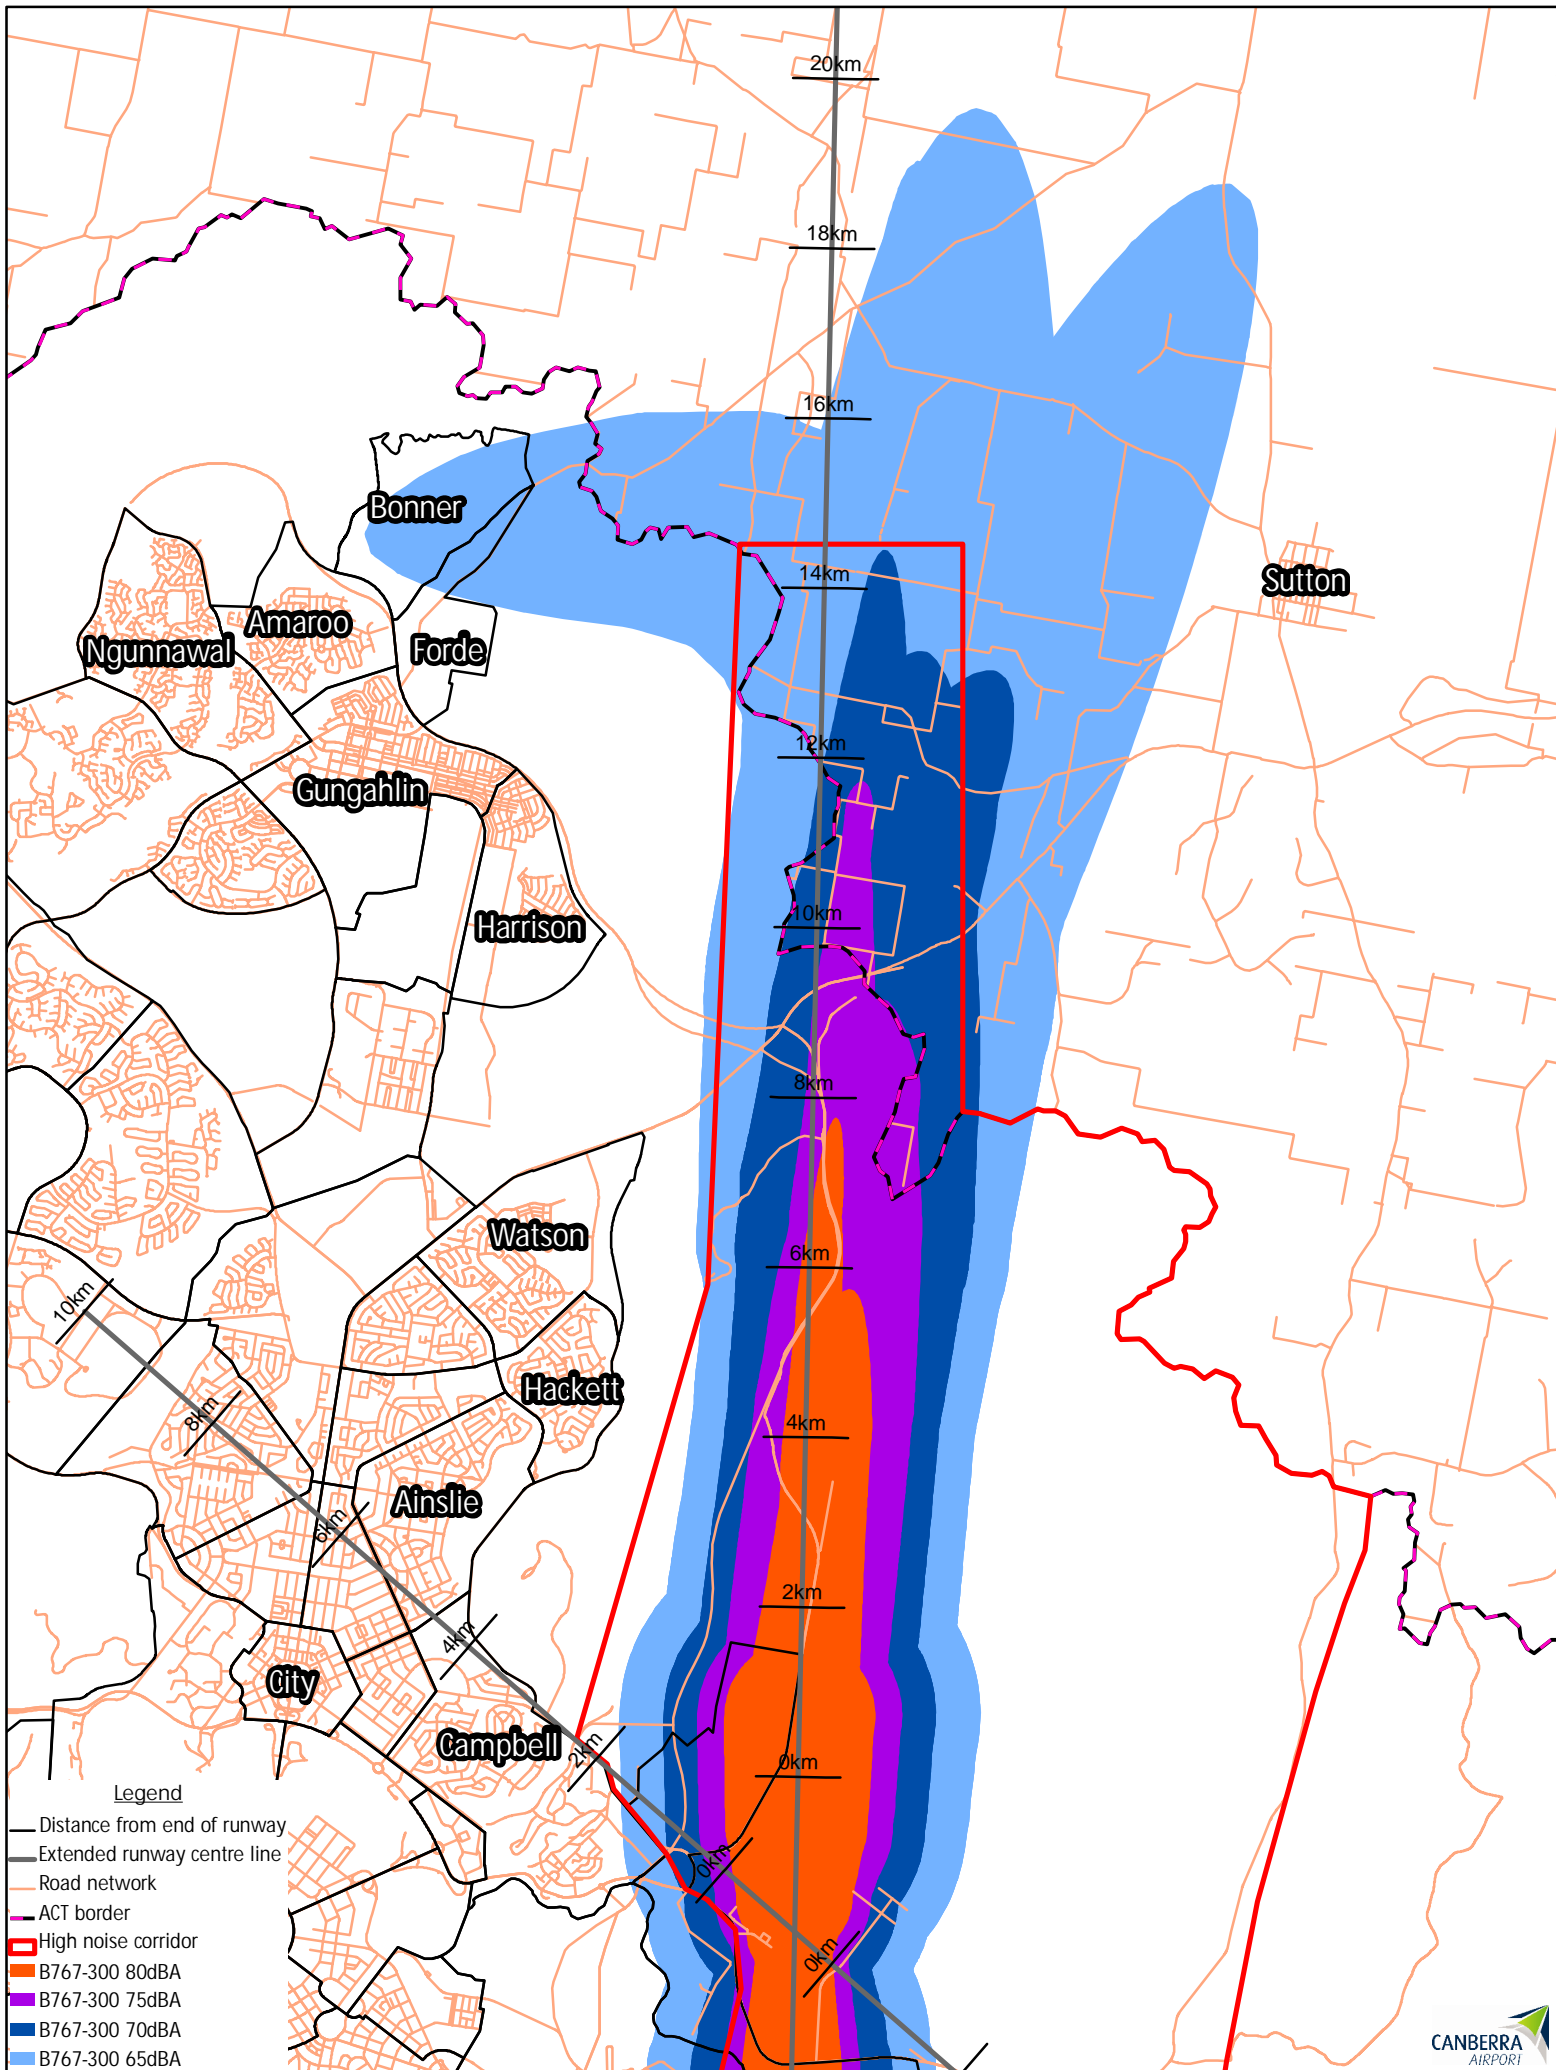 20km
18km
16km
Bonner
14km
Sutton
Amaroo
Ngunnawal
Forde
12km
Gungahlin
10km
Harrison
8km
Watson
6km
10km
Hackett
8km
4km
Ainslie
6km
2km
4km
City
Campbell
2km
0km
0km
0km
Legend
Distance from end of runway
Extended runway centre line
Road network
ACT border
High noise corridor
B767-300 80dBA
B767-300 75dBA
B767-300 70dBA
B767-300 65dBA
CANBERRA
AIRPORT